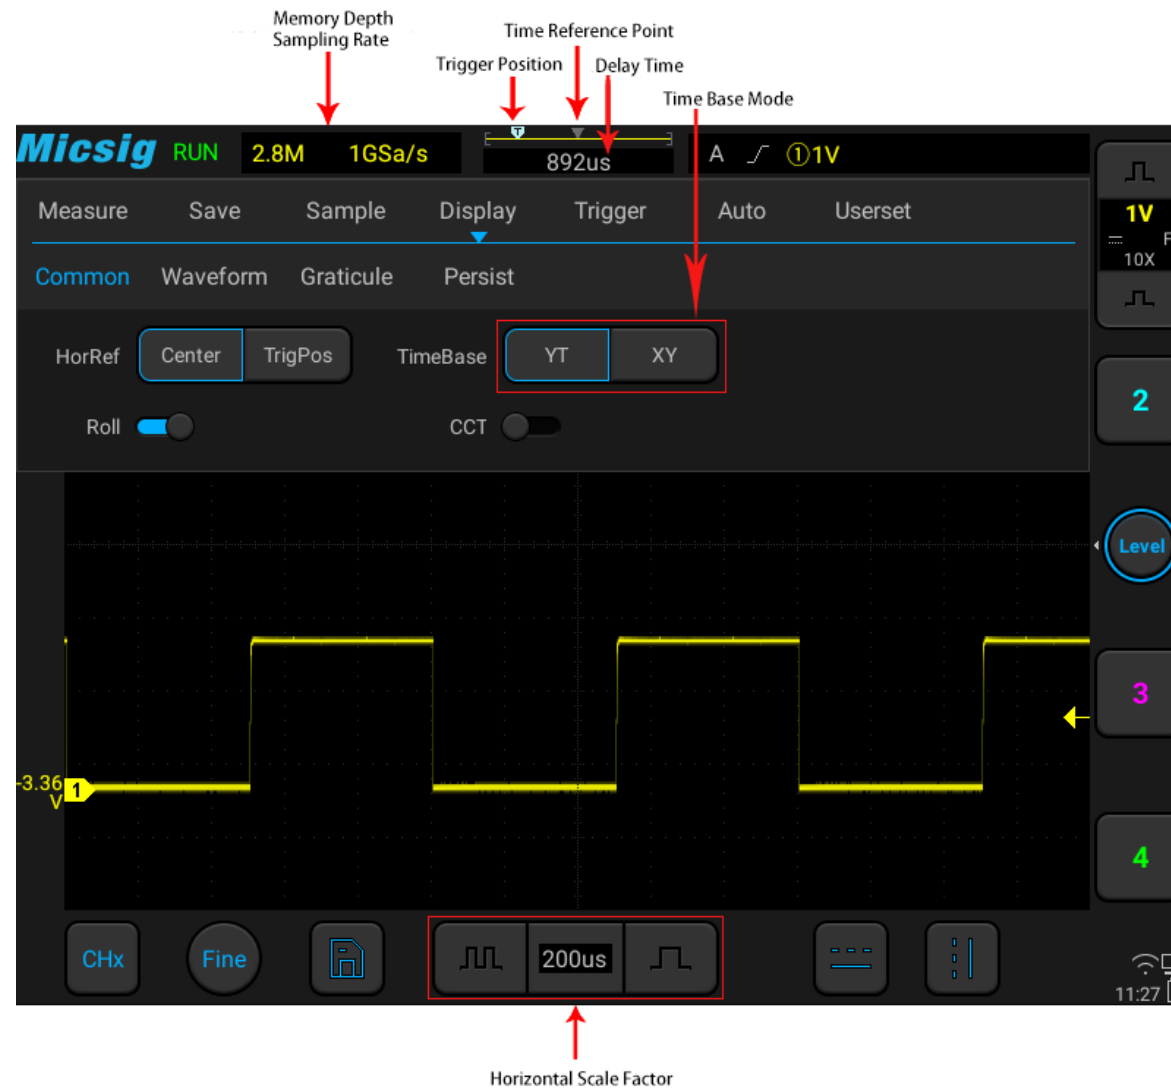 Memory Depth
Sampling Rate
Time Reference Point
Trigger Position
Delay Time
Time Base Mode
Micsig RUN 2.8M 1GSa/s
T
892us
A ①1V
Measure Save Sample Display Trigger Auto Userset
1V
F
10X
Common Waveform Graticule Persist
HorRef Center TrigPos TimeBase YT XY
Roll CCT
2
Level
3
-3.36
V
1
4
CHx Fine 200us
11:27
Horizontal Scale Factor